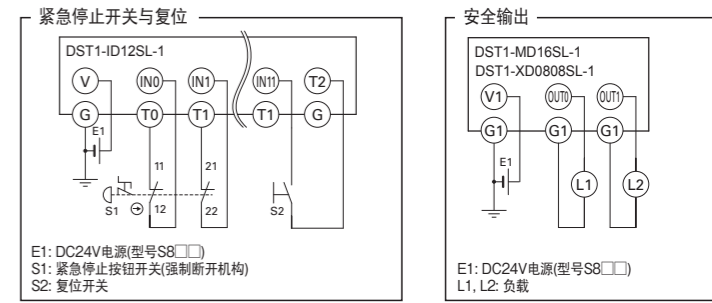 紧急停止开关与复位
DST1-ID12SL-1
V IN0 IN1 IN11 T2
G T0 T1 T1 G
E1
11 21
S1 12 22 S2
E1: DC24V电源(型号S8□□)
S1: 紧急停止按钮开关(强制断开机构)
S2: 复位开关
安全输出
DST1-MD16SL-1
DST1-XD0808SL-1
V1 OUT0 OUT1
G1 G1 G1
E1
L1 L2
E1: DC24V电源(型号S8□□)
L1, L2: 负载